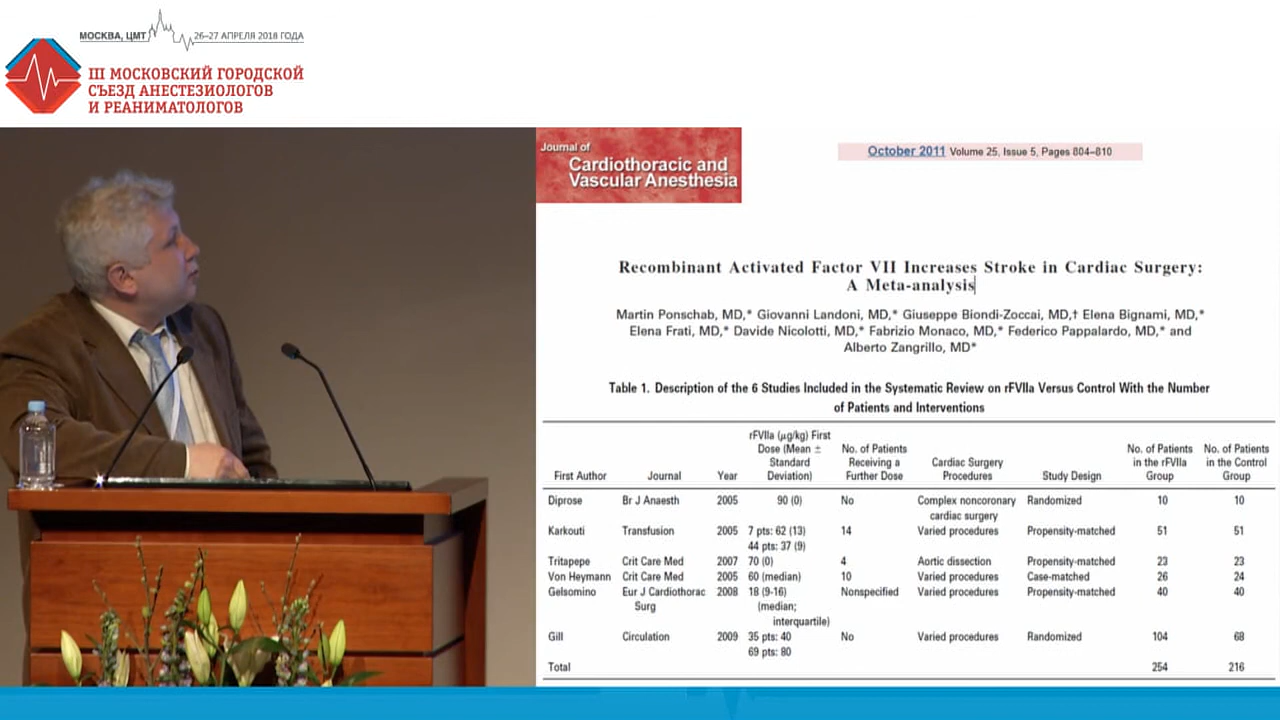 МОСКВА, ЦМТ 26–27 АПРЕЛЯ 2018 ГОДА
III МОСКОВСКИЙ ГОРОДСКОЙ
СЪЕЗД АНЕСТЕЗИОЛОГОВ
И РЕАНИМАТОЛОГОВ
Journal of
Cardiothoracic and
Vascular Anesthesia
October 2011 Volume 25, Issue 5, Pages 804–810
Recombinant Activated Factor VII Increases Stroke in Cardiac Surgery:
A Meta-analysis
Martin Ponschab, MD,* Giovanni Landoni, MD,* Giuseppe Biondi-Zoccai, MD,† Elena Bignami, MD,*
Elena Frati, MD,* Davide Nicolotti, MD,* Fabrizio Monaco, MD,* Federico Pappalardo, MD,* and
Alberto Zangrillo, MD*
Table 1. Description of the 6 Studies Included in the Systematic Review on rFVIIa Versus Control With the Number
of Patients and Interventions
rFVIIa (µg/kg) First
Dose (Mean ± No. of Patients No. of Patients No. of Patients
Standard Receiving a Cardiac Surgery in the rFVIIa in the Control
First Author Journal Year Deviation) Further Dose Procedures Study Design Group Group
Diprose Br J Anaesth 2005 90 (0) No Complex noncoronary Randomized 10 10
cardiac surgery
Karkouti Transfusion 2005 7 pts: 62 (13) 14 Varied procedures Propensity-matched 51 51
44 pts: 37 (9)
Tritapepe Crit Care Med 2007 70 (0) 4 Aortic dissection Propensity-matched 23 23
Von Heymann Crit Care Med 2005 60 (median) 10 Varied procedures Case-matched 26 24
Gelsomino Eur J Cardiothorac 2008 18 (9-16) Nonspecified Varied procedures Propensity-matched 40 40
Surg (median;
interquartile)
Gill Circulation 2009 35 pts: 40 No Varied procedures Randomized 104 68
69 pts: 80
Total 254 216